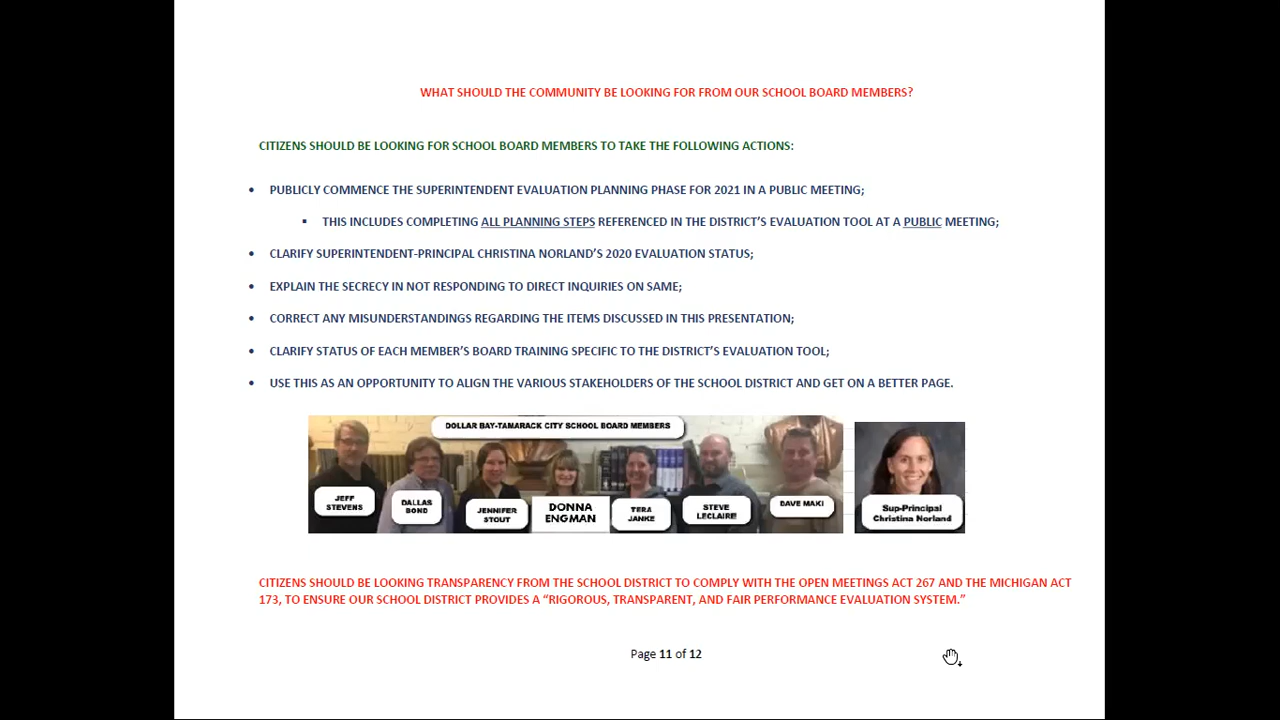 WHAT SHOULD THE COMMUNITY BE LOOKING FOR FROM OUR SCHOOL BOARD MEMBERS?
CITIZENS SHOULD BE LOOKING FOR SCHOOL BOARD MEMBERS TO TAKE THE FOLLOWING ACTIONS:
• PUBLICLY COMMENCE THE SUPERINTENDENT EVALUATION PLANNING PHASE FOR 2021 IN A PUBLIC MEETING;
▪ THIS INCLUDES COMPLETING ALL PLANNING STEPS REFERENCED IN THE DISTRICT'S EVALUATION TOOL AT A PUBLIC MEETING;
• CLARIFY SUPERINTENDENT-PRINCIPAL CHRISTINA NORLAND'S 2020 EVALUATION STATUS;
• EXPLAIN THE SECRECY IN NOT RESPONDING TO DIRECT INQUIRIES ON SAME;
• CORRECT ANY MISUNDERSTANDINGS REGARDING THE ITEMS DISCUSSED IN THIS PRESENTATION;
• CLARIFY STATUS OF EACH MEMBER'S BOARD TRAINING SPECIFIC TO THE DISTRICT'S EVALUATION TOOL;
• USE THIS AS AN OPPORTUNITY TO ALIGN THE VARIOUS STAKEHOLDERS OF THE SCHOOL DISTRICT AND GET ON A BETTER PAGE.
DOLLAR BAY-TAMARACK CITY SCHOOL BOARD MEMBERS
JEFF
STEVENS
DALLAS
BOND
JENNIFER
STOUT
DONNA
ENGMAN
TERA
JANKE
STEVE
LECLAIRE
DAVE MAKI
Sup-Principal
Christina Norland
CITIZENS SHOULD BE LOOKING TRANSPARENCY FROM THE SCHOOL DISTRICT TO COMPLY WITH THE OPEN MEETINGS ACT 267 AND THE MICHIGAN ACT
173, TO ENSURE OUR SCHOOL DISTRICT PROVIDES A "RIGOROUS, TRANSPARENT, AND FAIR PERFORMANCE EVALUATION SYSTEM."
Page 11 of 12